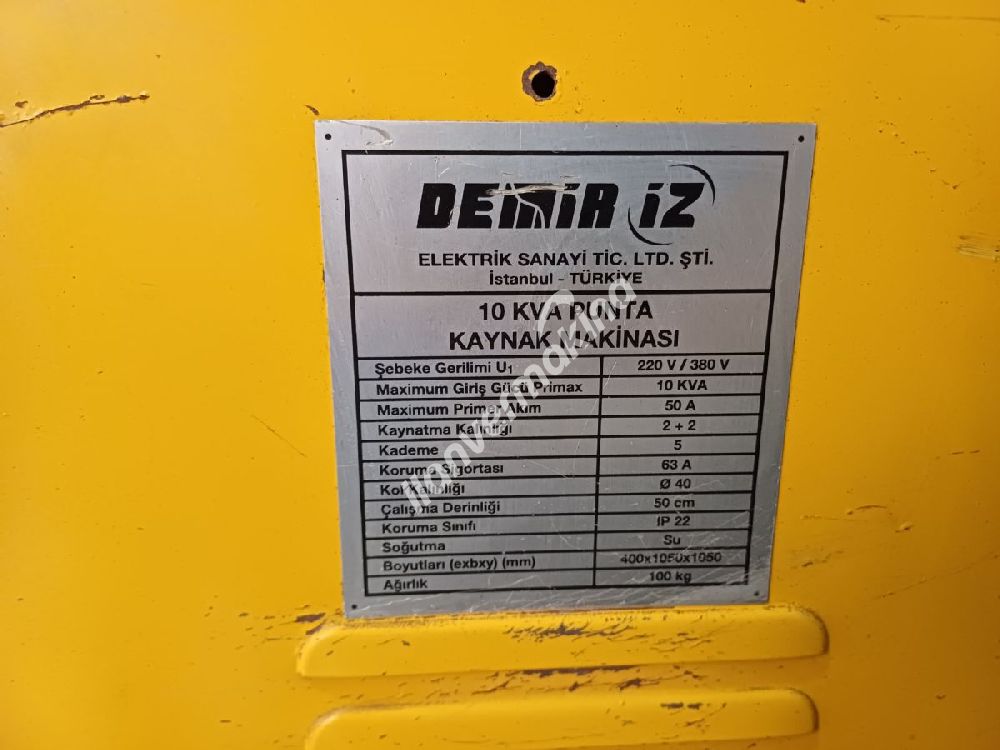 DEMİR İZ
ELEKTRİK SANAYİ TİC. LTD. ŞTİ.
İstanbul - TÜRKİYE
10 KVA PUNTA
KAYNAK MAKİNASI
Şebeke Gerilimi U1 220 V / 380 V
Maximum Giriş Gücü Primax 10 KVA
Maximum Primer Akım 50 A
Kaynatma Kalınlığı 2 + 2
Kademe 5
Koruma Sigortası 63 A
Kol Kalınlığı Ø 40
Çalışma Derinliği 50 cm
Koruma Sınıfı IP 22
Soğutma Su
Boyutları (exbxy) (mm) 400x1050x1050
Ağırlık 100 kg
ilanvermakina